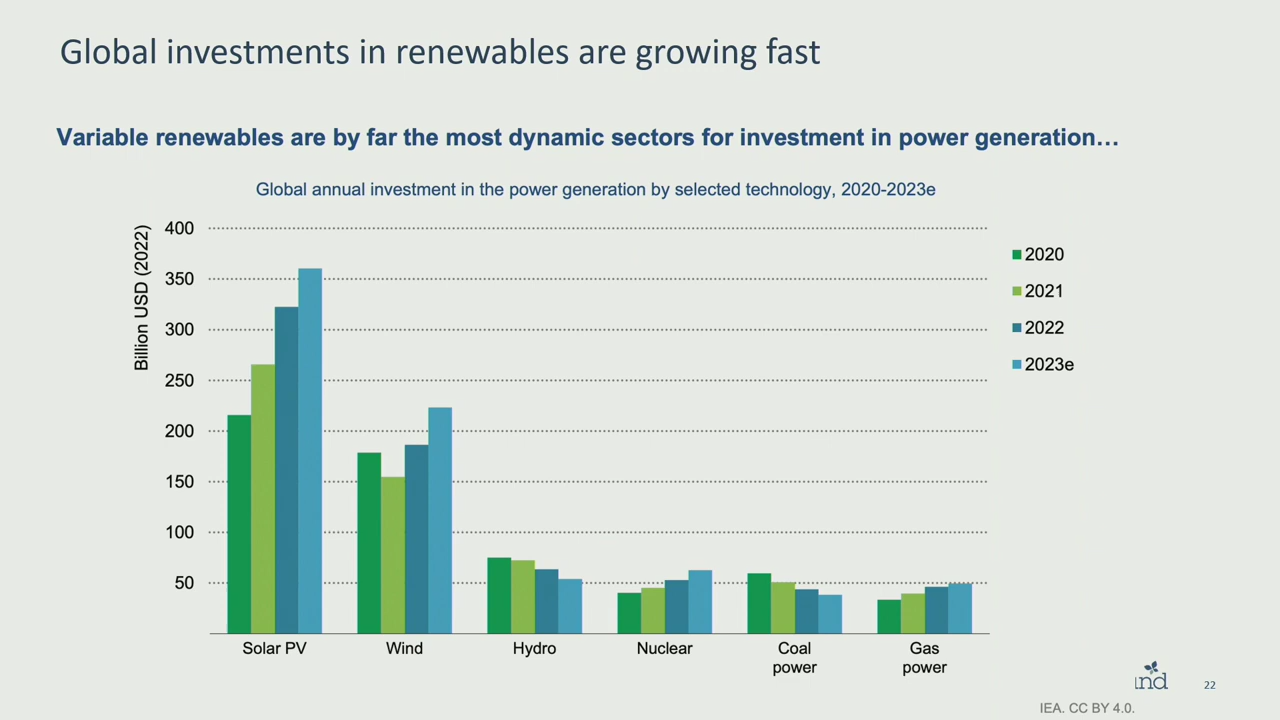 Global investments in renewables are growing fast
Variable renewables are by far the most dynamic sectors for investment in power generation…
Global annual investment in the power generation by selected technology, 2020-2023e
Billion USD (2022)
400
350
300
250
200
150
100
50
2020
2021
2022
2023e
Solar PV
Wind
Hydro
Nuclear
Coal power
Gas power
ind
22
IEA. CC BY 4.0.